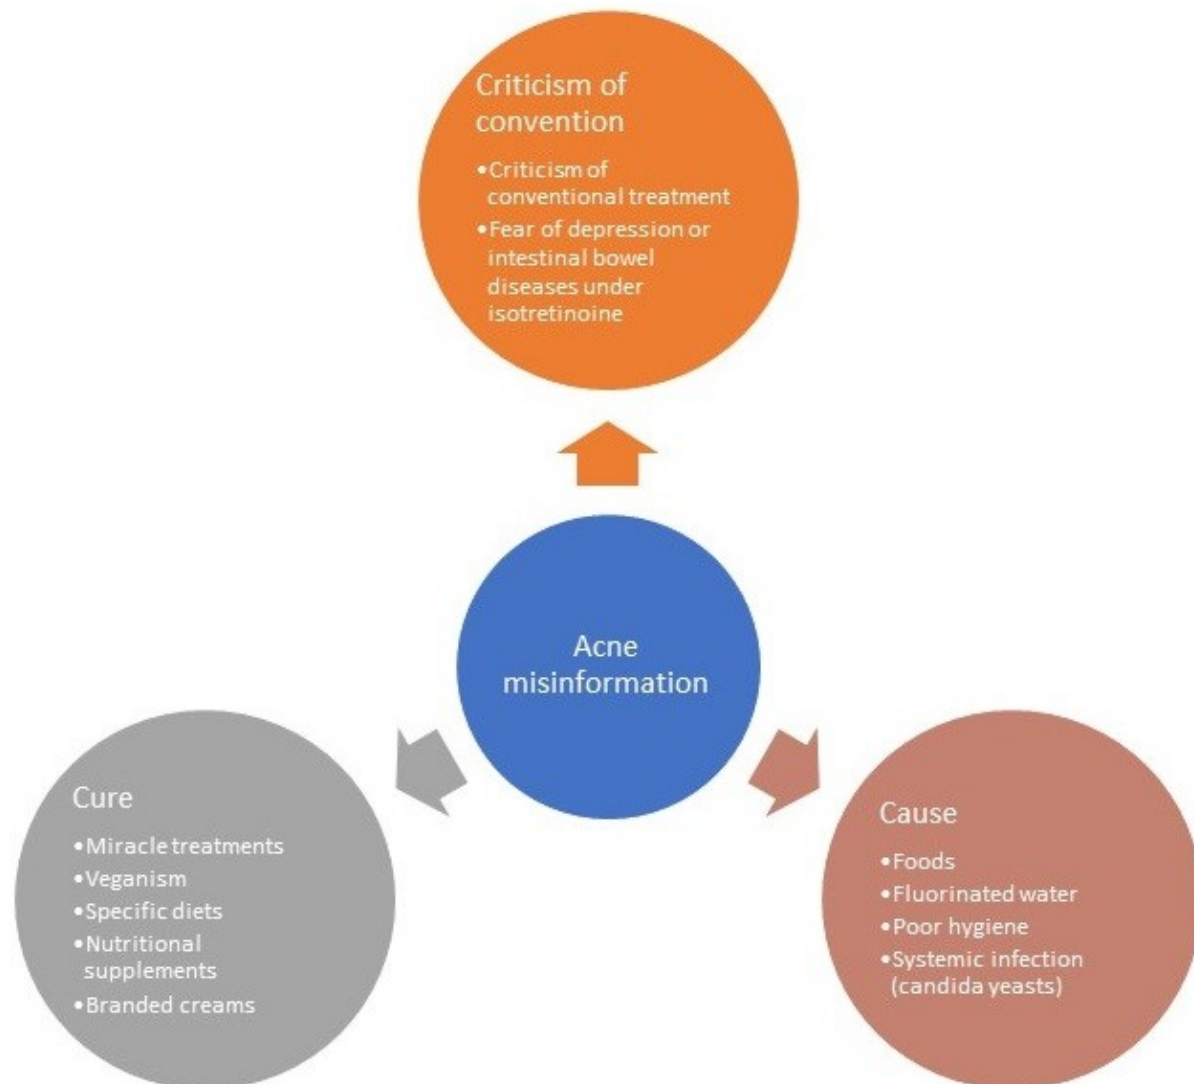 Criticism of
convention
•Criticism of
conventional treatment
•Fear of depression or
intestinal bowel
diseases under
isotretinoine
Acne
misinformation
Cure
•Miracle treatments
•Veganism
•Specific diets
•Nutritional
supplements
•Branded creams
Cause
•Foods
•Fluorinated water
•Poor hygiene
•Systemic infection
(candida yeasts)